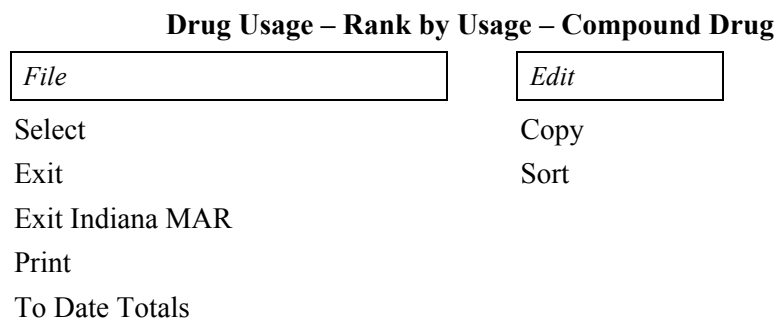 Drug Usage – Rank by Usage – Compound Drug
File Edit
Select Copy
Exit Sort
Exit Indiana MAR
Print
To Date Totals